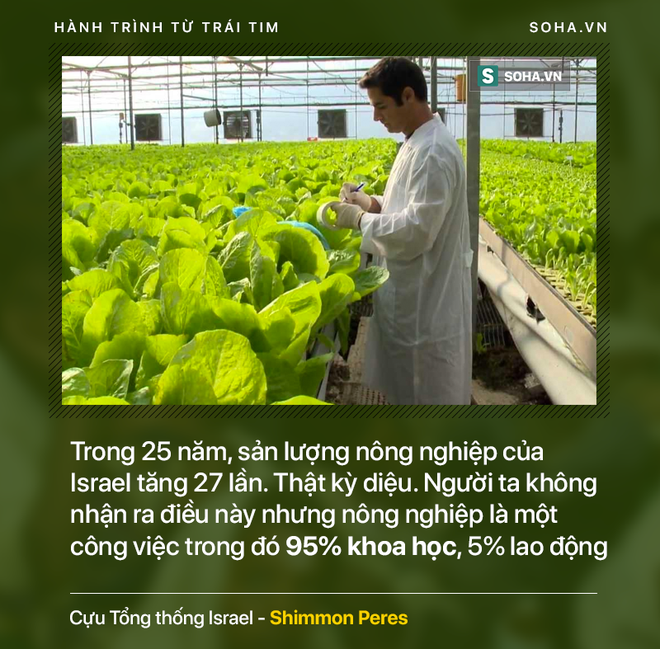 HÀNH TRÌNH TỪ TRÁI TIM
SOHA.VN
S SOHA.VN
Trong 25 năm, sản lượng nông nghiệp của
Israel tăng 27 lần. Thật kỳ diệu. Người ta không
nhận ra điều này nhưng nông nghiệp là một
công việc trong đó 95% khoa học, 5% lao động
Cựu Tổng thống Israel - Shimmon Peres